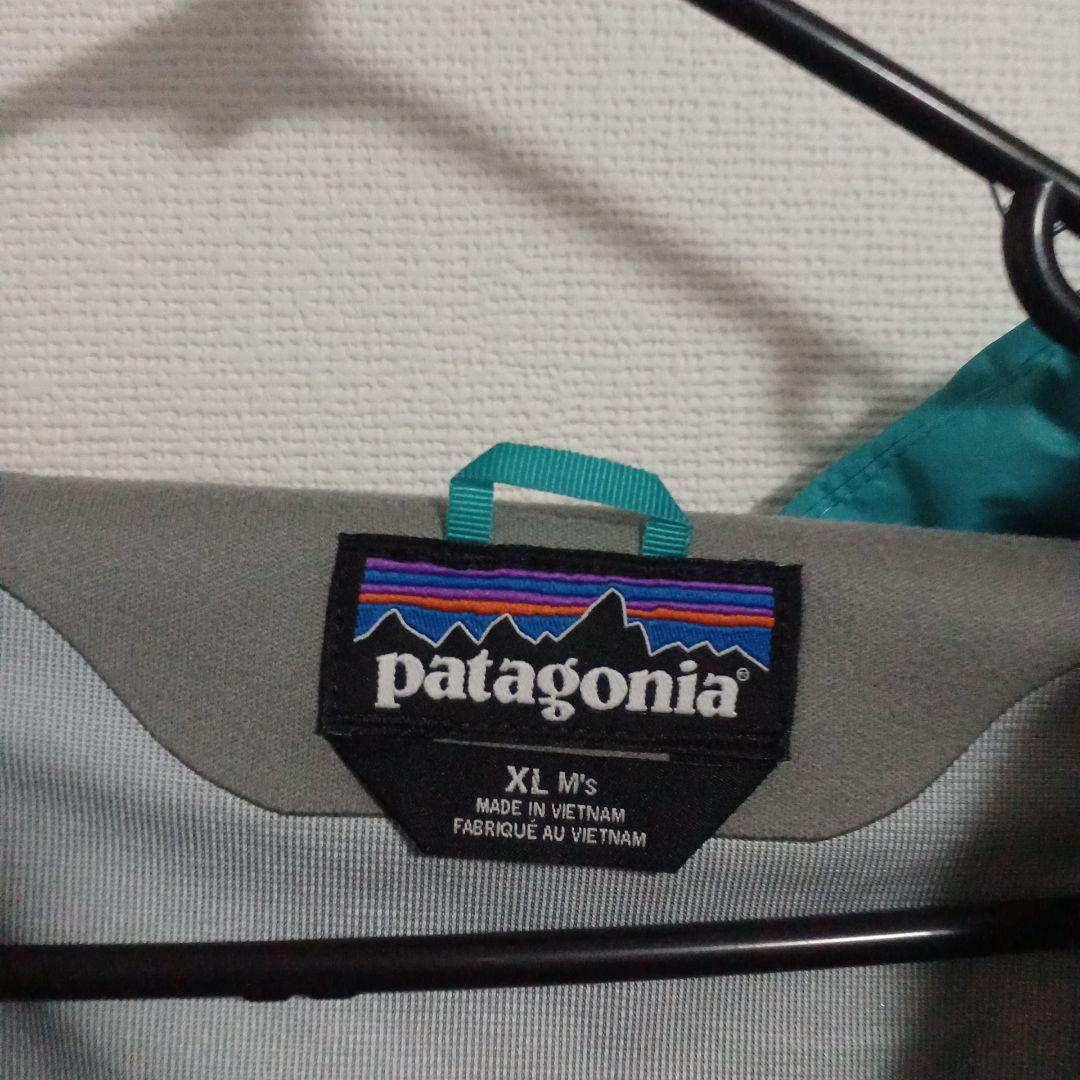 patagonia®
XL M's
MADE IN VIETNAM
FABRIQUÉ AU VIETNAM